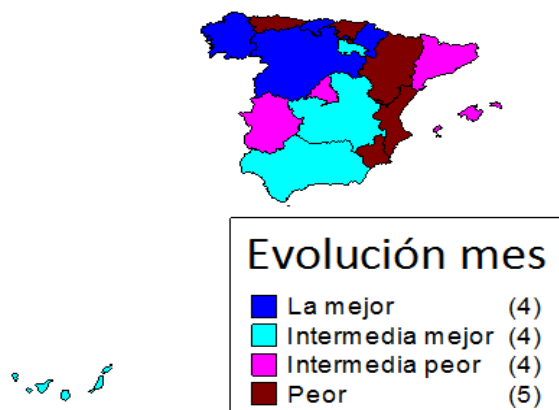 Evolución mes
La mejor (4)
Intermedia mejor (4)
Intermedia peor (4)
Peor (5)